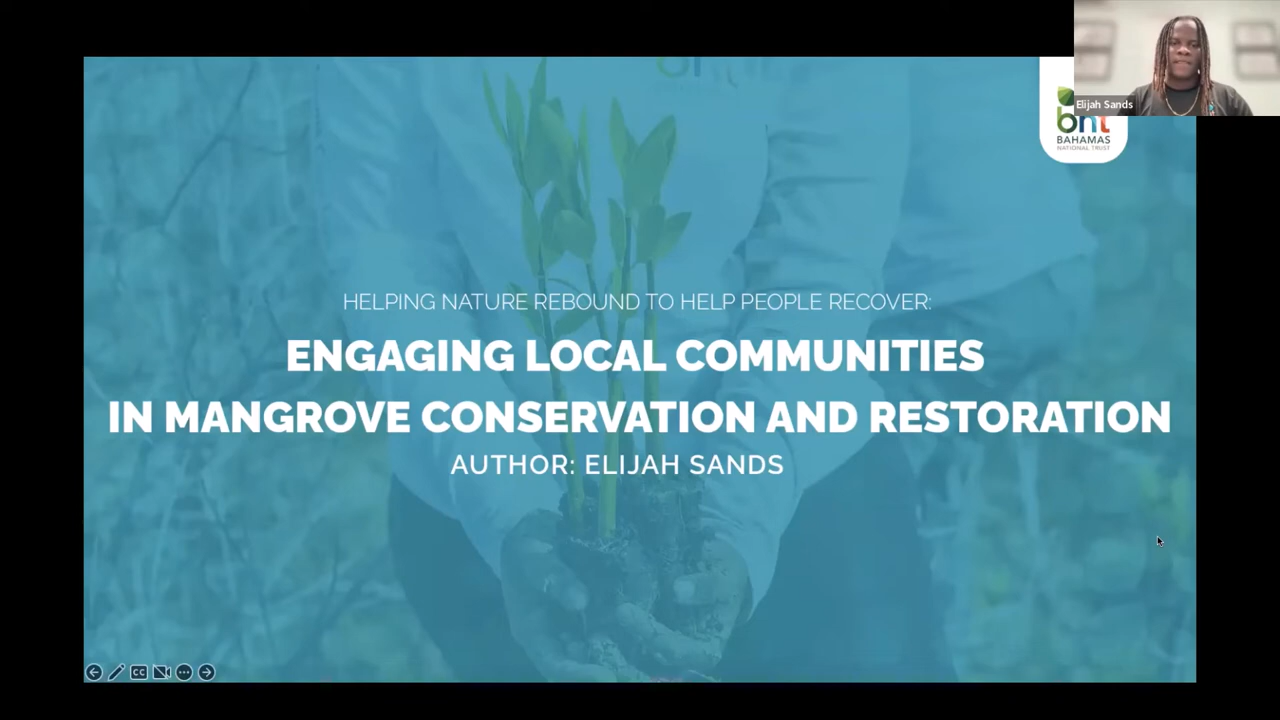 Elijah Sands
bnt
BAHAMAS
NATIONAL TRUST
HELPING NATURE REBOUND TO HELP PEOPLE RECOVER:
ENGAGING LOCAL COMMUNITIES
IN MANGROVE CONSERVATION AND RESTORATION
AUTHOR: ELIJAH SANDS
CC